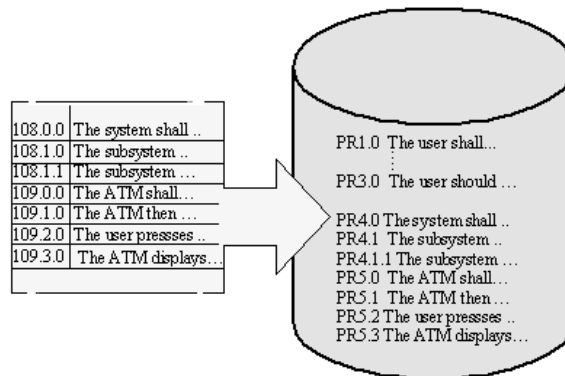 108.0.0 The system shall ..
108.1.0 The subsystem ..
108.1.1 The subsystem …
109.0.0 The ATM shall…
109.1.0 The ATM then …
109.2.0 The user pressses ..
109.3.0 The ATM displays…
PR1.0 The user shall...
PR3.0 The user should …
PR4.0 The system shall ..
PR4.1 The subsystem ..
PR4.1.1 The subsystem …
PR5.0 The ATM shall…
PR5.1 The ATM then …
PR5.2 The user pressses ..
PR5.3 The ATM displays…